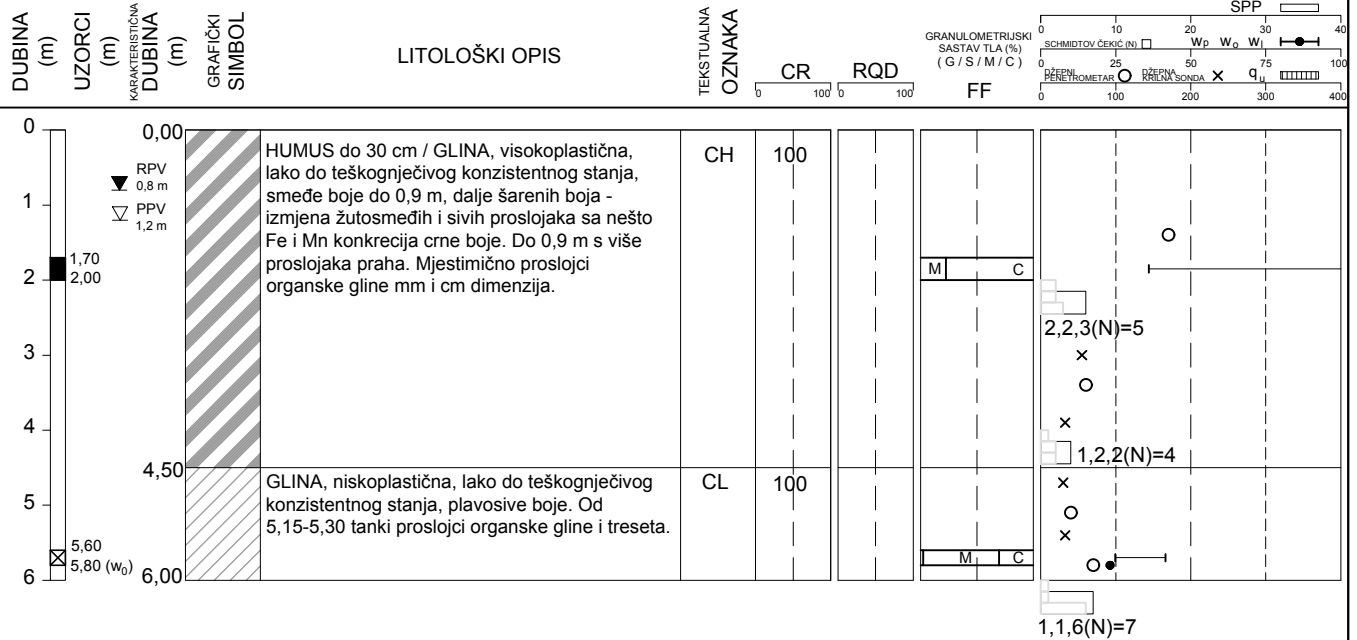 DUBINA
(m)
UZORCI
(m)
KARAKTERISTIČNA
DUBINA
(m)
GRAFIČKI
SIMBOL
LITOLOŠKI OPIS
TEKSTUALNA
OZNAKA
CR
0 100
RQD
0 100
GRANULOMETRIJSKI
SASTAV TLA (%)
( G / S / M / C )
FF
SPP
0 10 20 30 40
SCHMIDTOV ČEKIĆ (N) wP wo wl
0 25 50 75 100
DŽEPNI
PENETROMETAR
DŽEPNA
KRILNA SONDA
qu
0 100 200 300 400
0
1
2
3
4
5
6
1,70
2,00
5,60
5,80 (w0)
RPV
0,8 m
PPV
1,2 m
0,00
4,50
6,00
HUMUS do 30 cm / GLINA, visokoplastična,
lako do teškognječivog konzistentnog stanja,
smeđe boje do 0,9 m, dalje šarenih boja -
izmjena žutosmeđih i sivih proslojaka sa nešto
Fe i Mn konkrecija crne boje. Do 0,9 m s više
proslojaka praha. Mjestimično proslojci
organske gline mm i cm dimenzija.
CH
100
M C
2,2,3(N)=5
1,2,2(N)=4
GLINA, niskoplastična, lako do teškognječivog
konzistentnog stanja, plavosive boje. Od
5,15-5,30 tanki proslojci organske gline i treseta.
CL
100
M C
1,1,6(N)=7